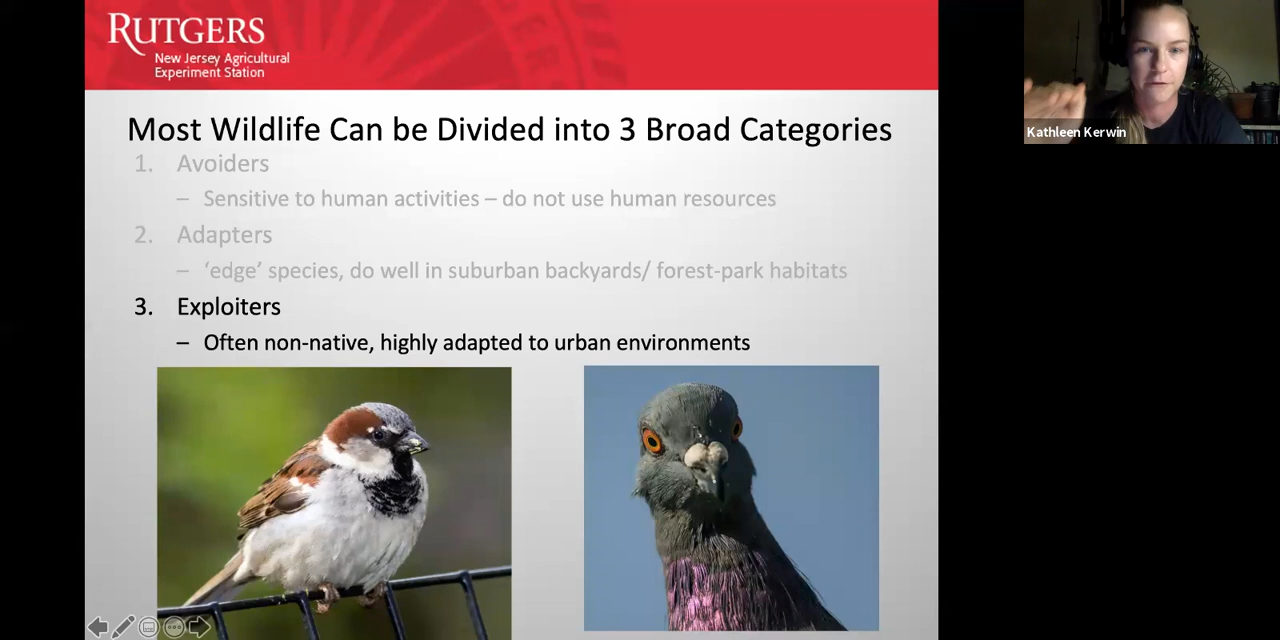 RUTGERS
New Jersey Agricultural
Experiment Station
Most Wildlife Can be Divided into 3 Broad Categories
1. Avoiders
– Sensitive to human activities – do not use human resources
2. Adapters
– ‘edge’ species, do well in suburban backyards/ forest-park habitats
3. Exploiters
– Often non-native, highly adapted to urban environments
Kathleen Kerwin